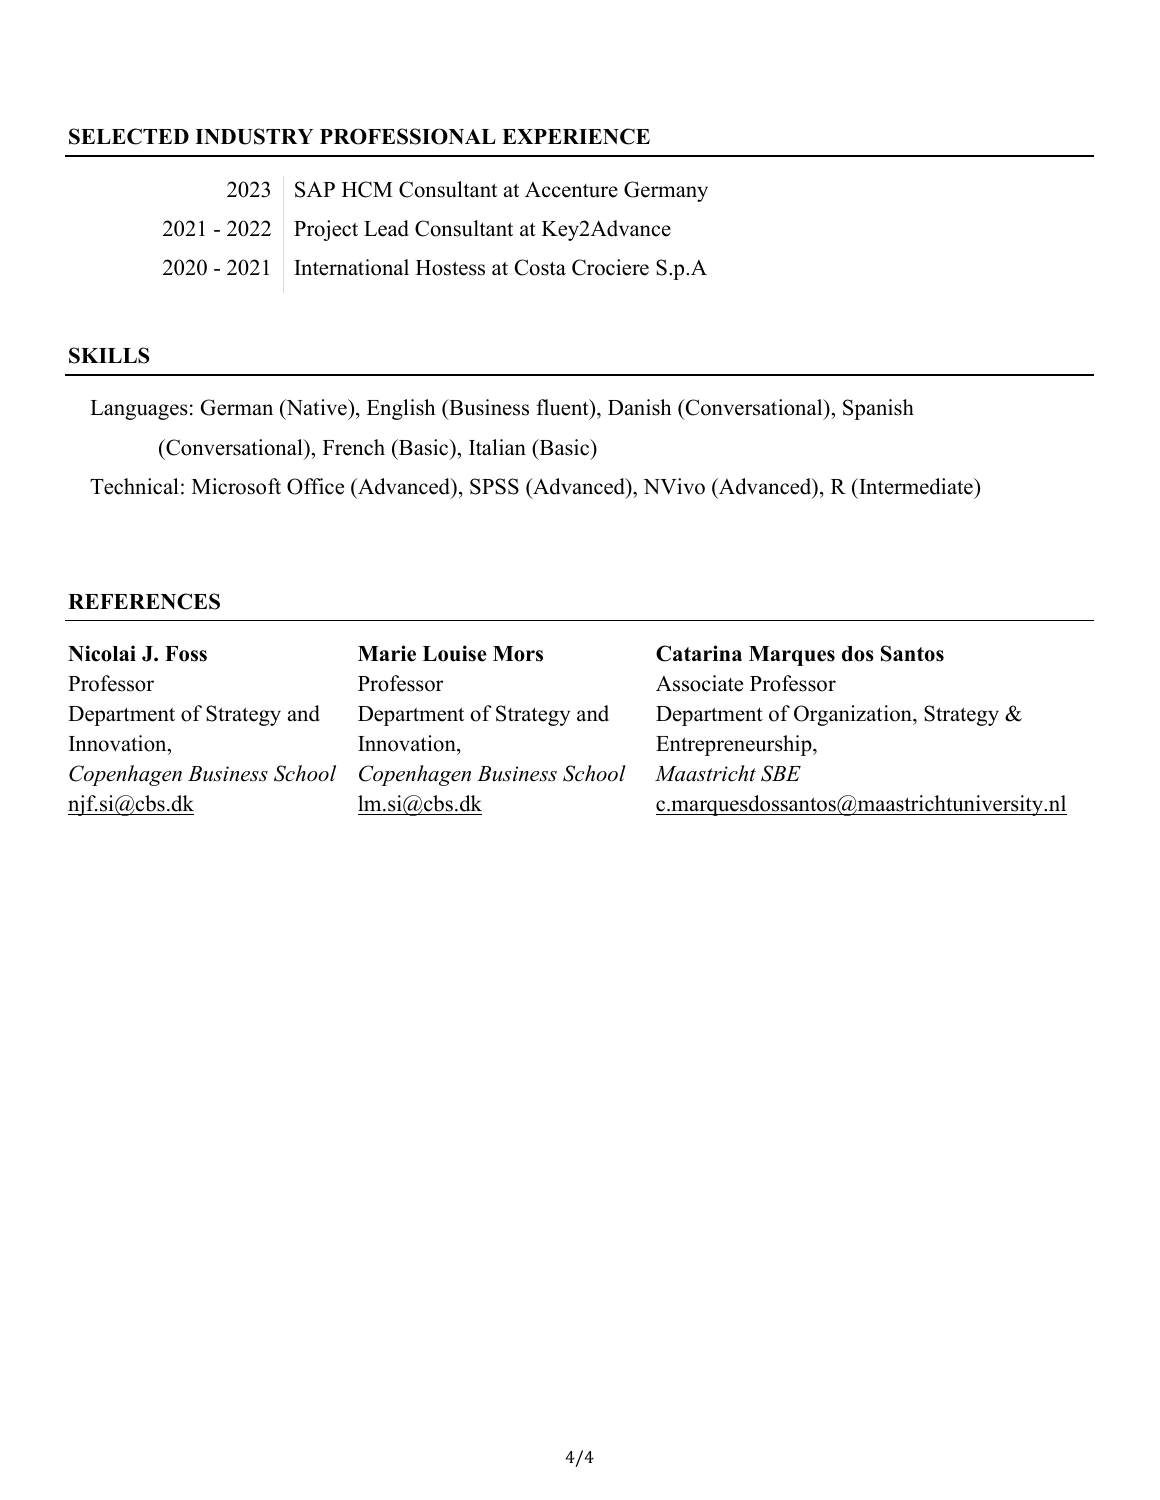 SELECTED INDUSTRY PROFESSIONAL EXPERIENCE
2023 SAP HCM Consultant at Accenture Germany
2021 - 2022 Project Lead Consultant at Key2Advance
2020 - 2021 International Hostess at Costa Crociere S.p.A
SKILLS
Languages: German (Native), English (Business fluent), Danish (Conversational), Spanish
(Conversational), French (Basic), Italian (Basic)
Technical: Microsoft Office (Advanced), SPSS (Advanced), NVivo (Advanced), R (Intermediate)
REFERENCES
Nicolai J. Foss
Professor
Department of Strategy and
Innovation,
Copenhagen Business School
njf.si@cbs.dk
Marie Louise Mors
Professor
Department of Strategy and
Innovation,
Copenhagen Business School
lm.si@cbs.dk
Catarina Marques dos Santos
Associate Professor
Department of Organization, Strategy &
Entrepreneurship,
Maastricht SBE
c.marquesdossantos@maastrichtuniversity.nl
4/4